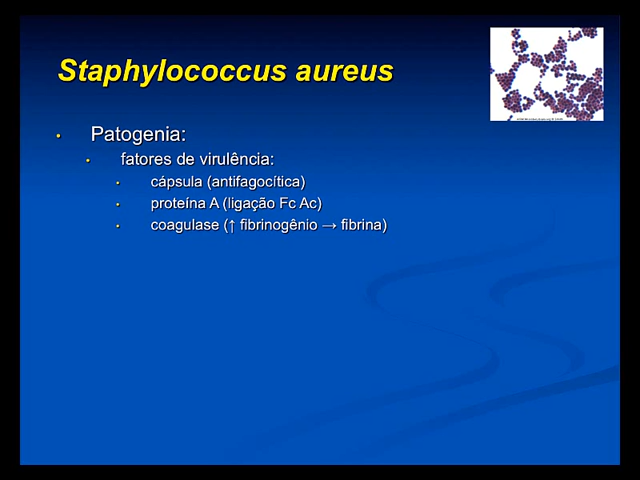 Staphylococcus aureus
• Patogenia:
• fatores de virulência:
• cápsula (antifagocítica)
• proteína A (ligação Fc Ac)
• coagulase (↑ fibrinogênio → fibrina)